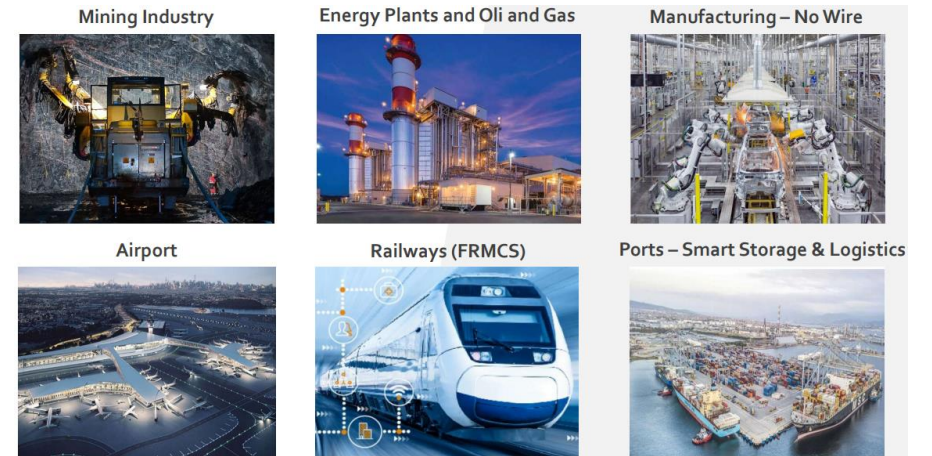 Mining Industry
Energy Plants and Oli and Gas
Manufacturing – No Wire
Airport
Railways (FRMCS)
Ports – Smart Storage & Logistics